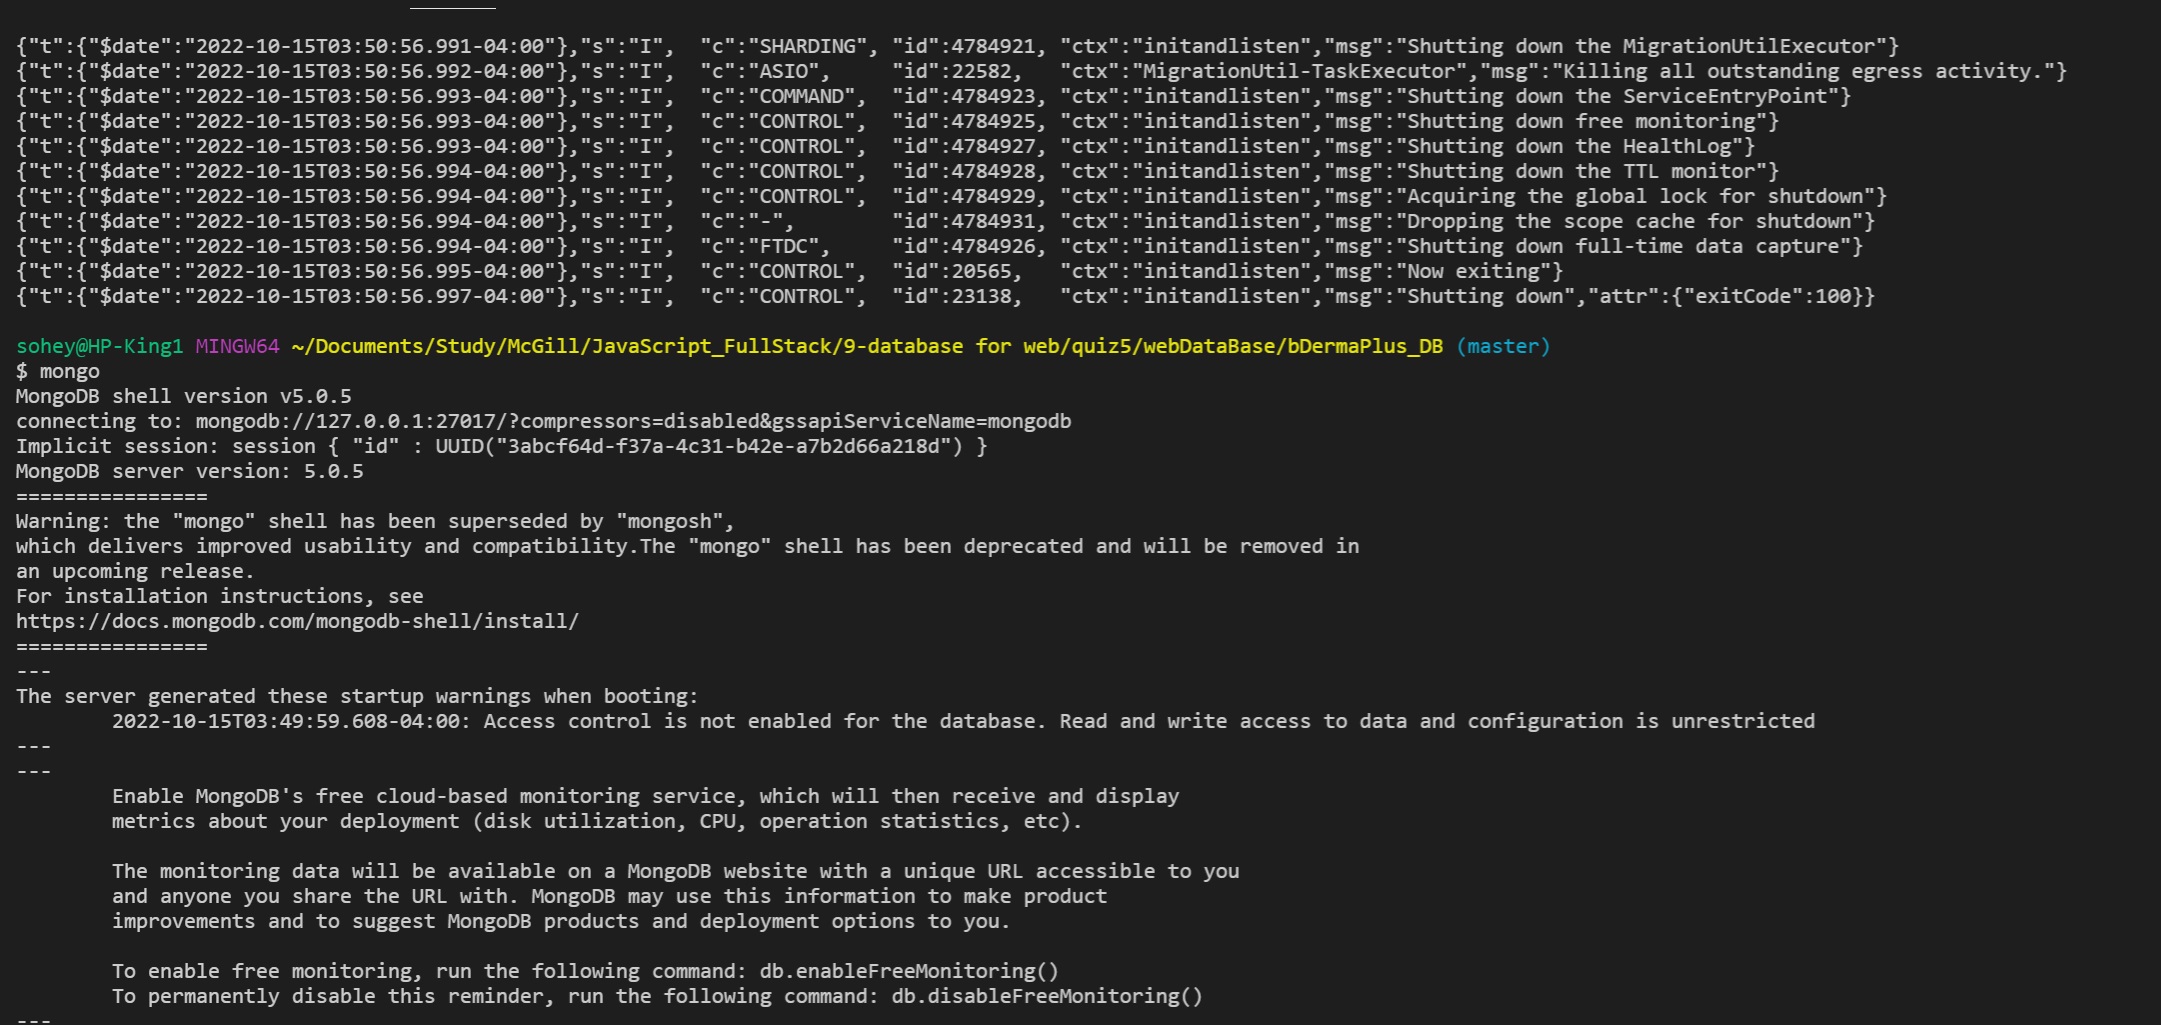 {"t":{"$date":"2022-10-15T03:50:56.991-04:00"},"s":"I",  "c":"SHARDING", "id":4784921, "ctx":"initandlisten","msg":"Shutting down the MigrationUtilExecutor"}
{"t":{"$date":"2022-10-15T03:50:56.992-04:00"},"s":"I",  "c":"ASIO",     "id":22582,   "ctx":"MigrationUtil-TaskExecutor","msg":"Killing all outstanding egress activity."}
{"t":{"$date":"2022-10-15T03:50:56.993-04:00"},"s":"I",  "c":"COMMAND",  "id":4784923, "ctx":"initandlisten","msg":"Shutting down the ServiceEntryPoint"}
{"t":{"$date":"2022-10-15T03:50:56.993-04:00"},"s":"I",  "c":"CONTROL",  "id":4784925, "ctx":"initandlisten","msg":"Shutting down free monitoring"}
{"t":{"$date":"2022-10-15T03:50:56.993-04:00"},"s":"I",  "c":"CONTROL",  "id":4784927, "ctx":"initandlisten","msg":"Shutting down the HealthLog"}
{"t":{"$date":"2022-10-15T03:50:56.994-04:00"},"s":"I",  "c":"CONTROL",  "id":4784928, "ctx":"initandlisten","msg":"Shutting down the TTL monitor"}
{"t":{"$date":"2022-10-15T03:50:56.994-04:00"},"s":"I",  "c":"CONTROL",  "id":4784929, "ctx":"initandlisten","msg":"Acquiring the global lock for shutdown"}
{"t":{"$date":"2022-10-15T03:50:56.994-04:00"},"s":"I",  "c":"-",        "id":4784931, "ctx":"initandlisten","msg":"Dropping the scope cache for shutdown"}
{"t":{"$date":"2022-10-15T03:50:56.994-04:00"},"s":"I",  "c":"FTDC",     "id":4784926, "ctx":"initandlisten","msg":"Shutting down full-time data capture"}
{"t":{"$date":"2022-10-15T03:50:56.995-04:00"},"s":"I",  "c":"CONTROL",  "id":20565,   "ctx":"initandlisten","msg":"Now exiting"}
{"t":{"$date":"2022-10-15T03:50:56.997-04:00"},"s":"I",  "c":"CONTROL",  "id":23138,   "ctx":"initandlisten","msg":"Shutting down","attr":{"exitCode":100}}
sohey@HP-King1 MINGW64 ~/Documents/Study/McGill/JavaScript_FullStack/9-database for web/quiz5/webDataBase/bDermaPlus_DB (master)
$ mongo
MongoDB shell version v5.0.5
connecting to: mongodb://127.0.0.1:27017/?compressors=disabled&gssapiServiceName=mongodb
Implicit session: session { "id" : UUID("3abcf64d-f37a-4c31-b42e-a7b2d66a218d") }
MongoDB server version: 5.0.5
================
Warning: the "mongo" shell has been superseded by "mongosh",
which delivers improved usability and compatibility.The "mongo" shell has been deprecated and will be removed in
an upcoming release.
For installation instructions, see
https://docs.mongodb.com/mongodb-shell/install/
================
---
The server generated these startup warnings when booting:
        2022-10-15T03:49:59.608-04:00: Access control is not enabled for the database. Read and write access to data and configuration is unrestricted
---
---
        Enable MongoDB's free cloud-based monitoring service, which will then receive and display
        metrics about your deployment (disk utilization, CPU, operation statistics, etc).
        The monitoring data will be available on a MongoDB website with a unique URL accessible to you
        and anyone you share the URL with. MongoDB may use this information to make product
        improvements and to suggest MongoDB products and deployment options to you.
        To enable free monitoring, run the following command: db.enableFreeMonitoring()
        To permanently disable this reminder, run the following command: db.disableFreeMonitoring()
---